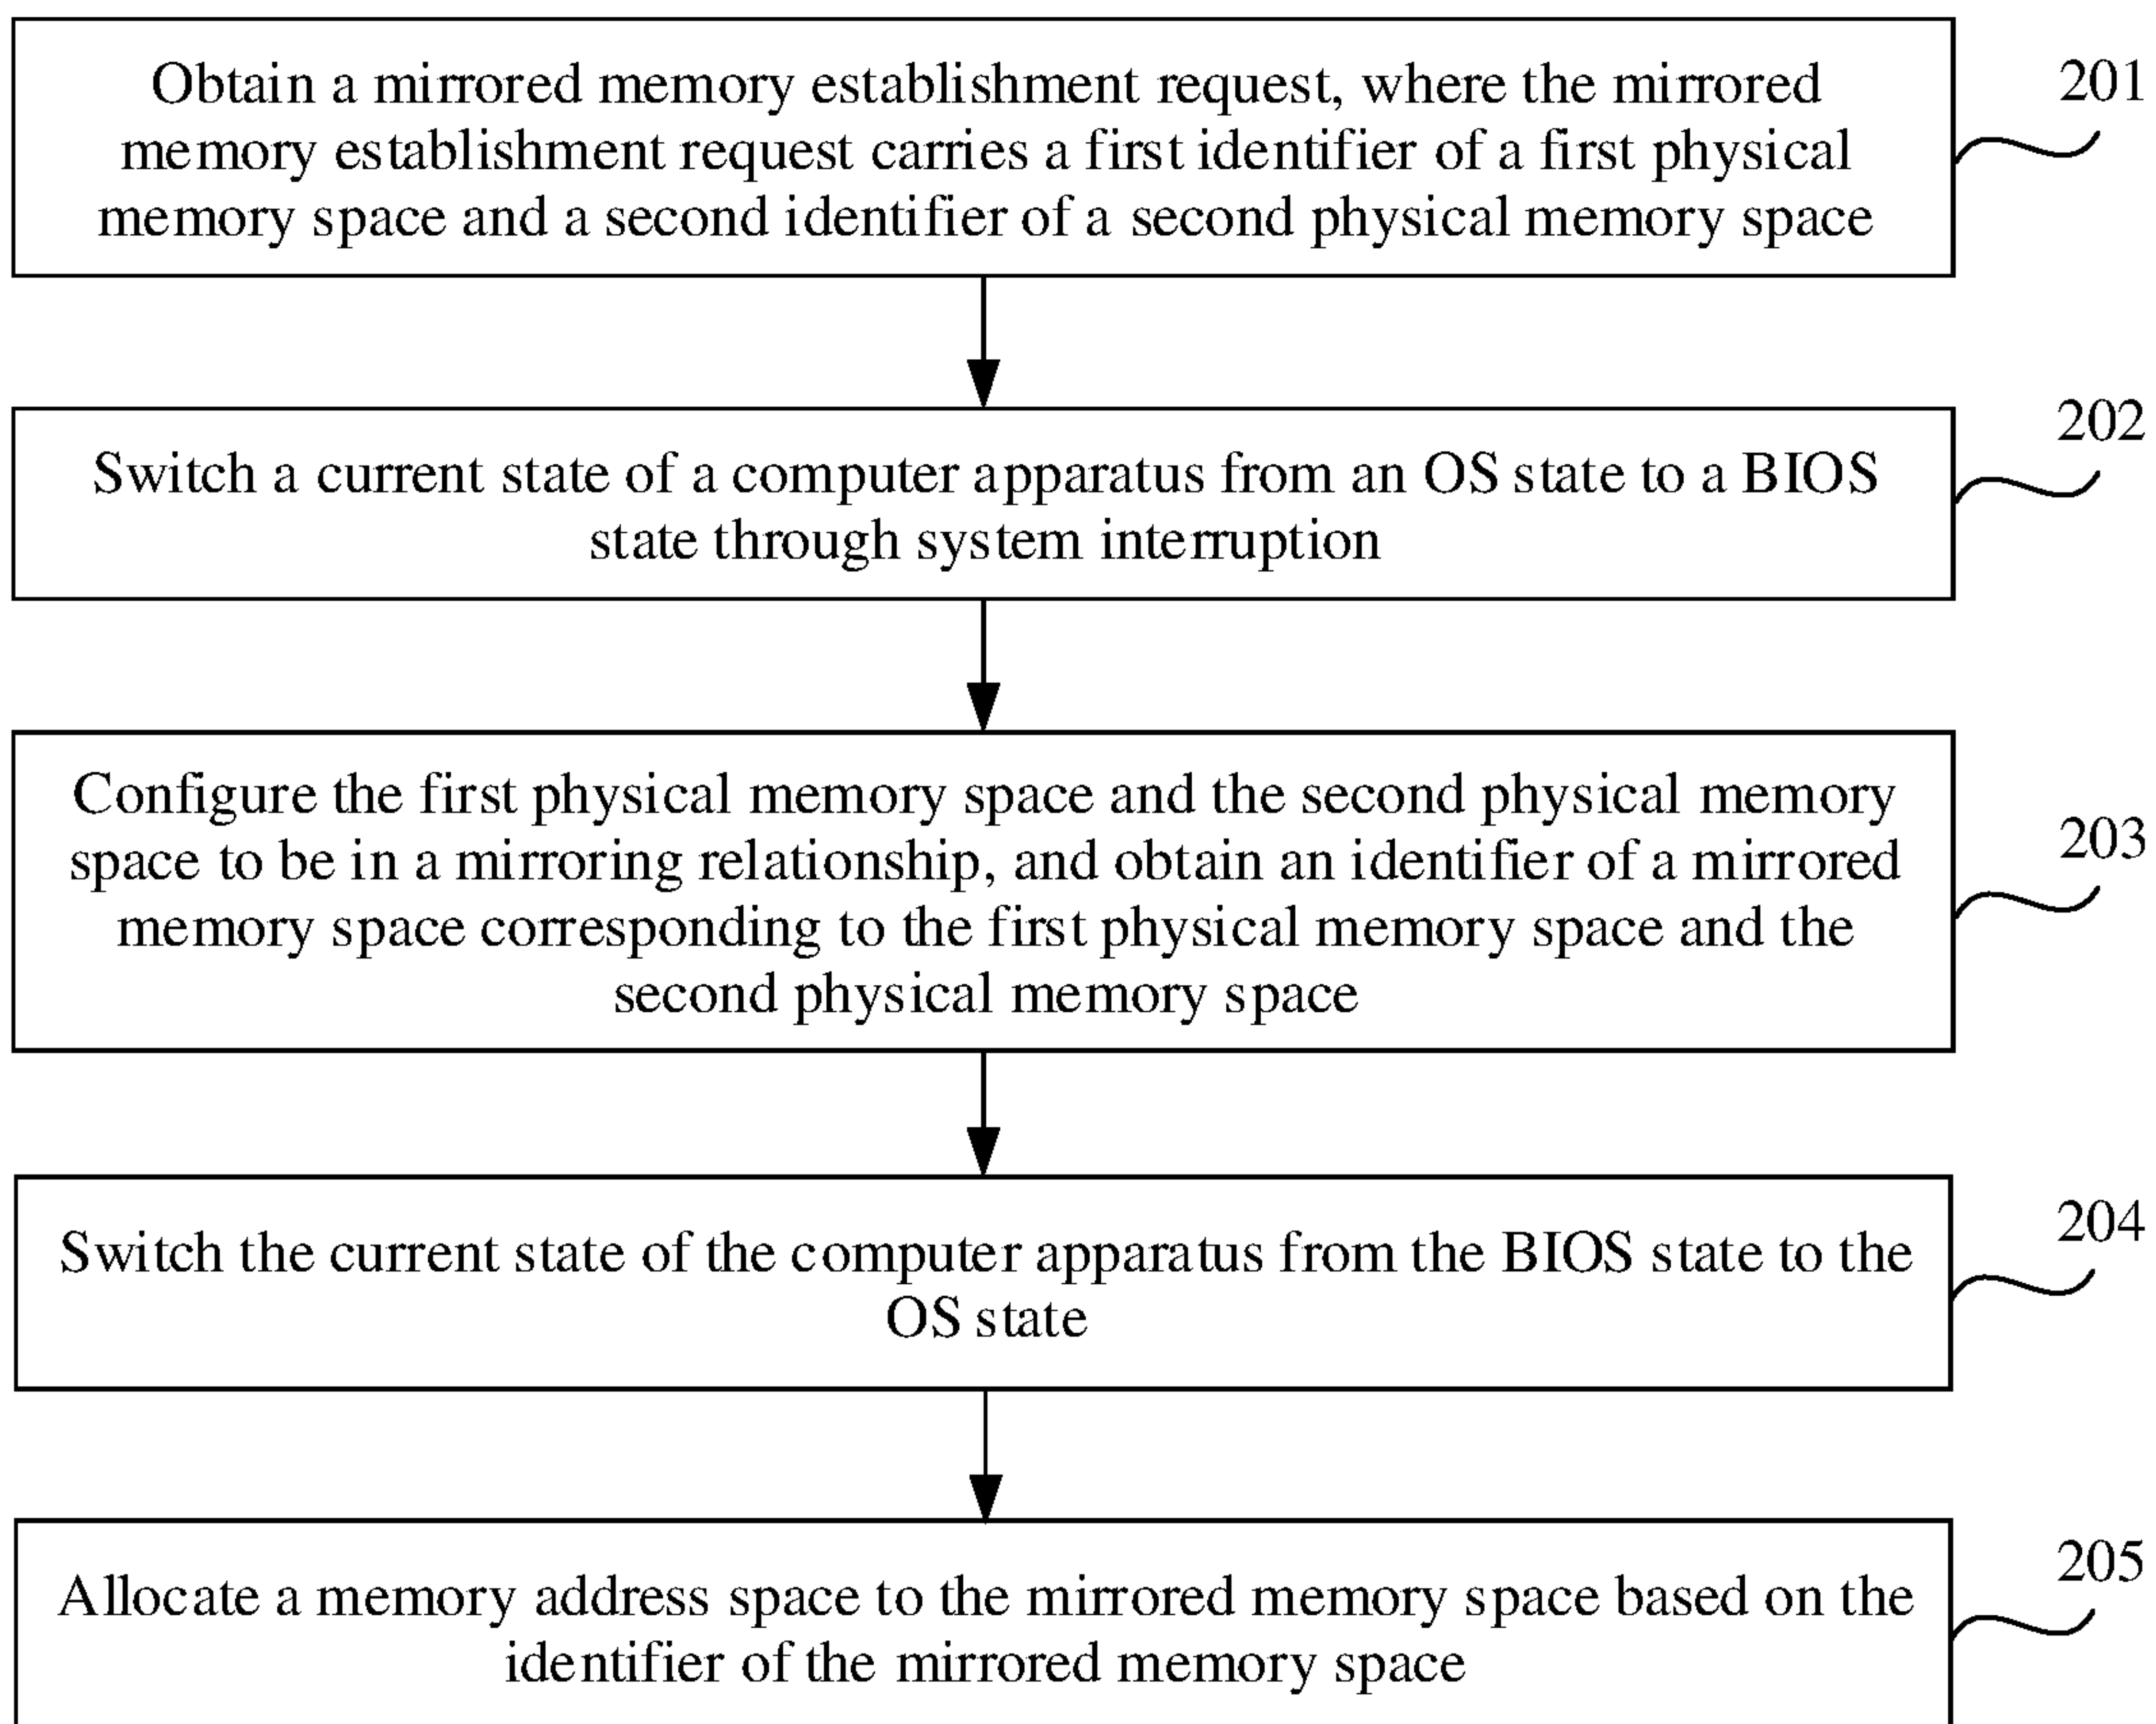 Obtain a mirrored memory establishment request, where the mirrored
memory establishment request carries a first identifier of a first physical
memory space and a second identifier of a second physical memory space
201
Switch a current state of a computer apparatus from an OS state to a BIOS
state through system interruption
202
Configure the first physical memory space and the second physical memory
space to be in a mirroring relationship, and obtain an identifier of a mirrored
memory space corresponding to the first physical memory space and the
second physical memory space
203
Switch the current state of the computer apparatus from the BIOS state to the
OS state
204
Allocate a memory address space to the mirrored memory space based on the
identifier of the mirrored memory space
205